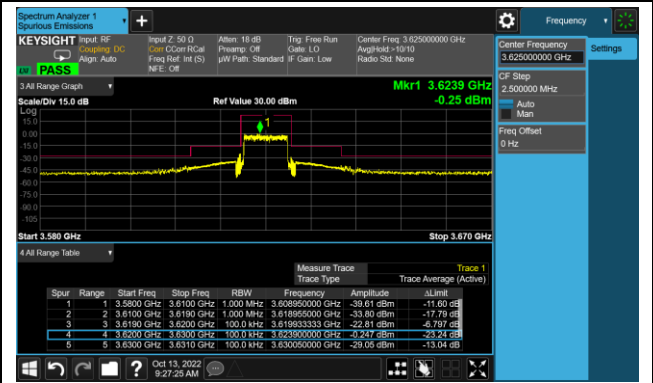 Spectrum Analyzer 1
Spurious Emissions
Frequency
KEYSIGHT
Input: RF
Coupling: DC
Align: Auto
Input Z: 50 Ω
Corr CCorr RCal
Freq Ref: Int (S)
NFE: Off
Atten: 18 dB
Preamp: Off
µW Path: Standard
Trig: Free Run
Gate: LO
IF Gain: Low
Center Freq: 3.625000000 GHz
Avg|Hold:>10/10
Radio Std: None
PASS
Center Frequency
3.625000000 GHz
Settings
CF Step
2.500000 MHz
Auto
Man
Freq Offset
0 Hz
3 All Range Graph
Mkr1 3.6239 GHz
Scale/Div 15.0 dB
Ref Value 30.00 dBm
-0.25 dBm
Log
15.0
0.00
-15.0
-30.0
-45.0
-60.0
-75.0
-90.0
-105
1
Start 3.580 GHz
Stop 3.670 GHz
4 All Range Table
Measure Trace Trace 1
Trace Type Trace Average (Active)
Spur Range Start Freq Stop Freq RBW Frequency Amplitude ΔLimit
1 1 3.5800 GHz 3.6100 GHz 1.000 MHz 3.608950000 GHz -39.61 dBm -11.60 dB
2 2 3.6100 GHz 3.6190 GHz 1.000 MHz 3.618955000 GHz -33.80 dBm -17.79 dB
3 3 3.6190 GHz 3.6200 GHz 100.0 kHz 3.619933333 GHz -22.81 dBm -6.797 dB
4 4 3.6200 GHz 3.6300 GHz 100.0 kHz 3.623900000 GHz -0.247 dBm -23.24 dB
5 5 3.6300 GHz 3.6310 GHz 100.0 kHz 3.630050000 GHz -29.05 dBm -13.04 dB
Oct 13, 2022
9:27:25 AM